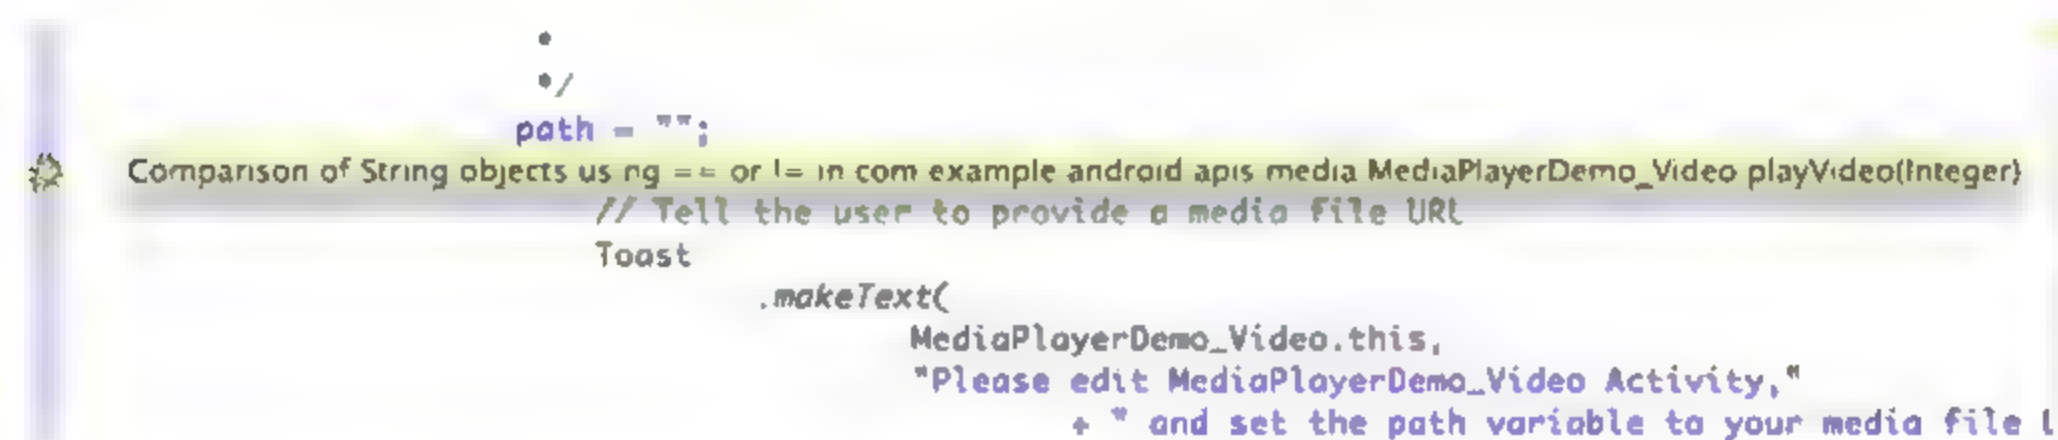 *
*/
path = "";
Comparison of String objects using == or != in com example android apis media MediaPlayerDemo_Video playVideo(Integer)
// Tell the user to provide a media file URL
Toast
.makeText(
MediaPlayerDemo_Video.this,
"Please edit MediaPlayerDemo_Video Activity,"
+ " and set the path variable to your media file